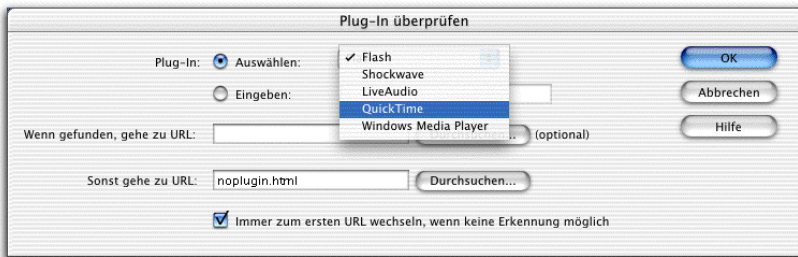 Plug-In überprüfen
Plug-In: Auswählen: Flash OK
Shockwave
LiveAudio
Eingeben: QuickTime Abbrechen
Windows Media Player
Wenn gefunden, gehe zu URL: Durchsuchen... (optional) Hilfe
Sonst gehe zu URL: noplugin.html Durchsuchen...
Immer zum ersten URL wechseln, wenn keine Erkennung möglich